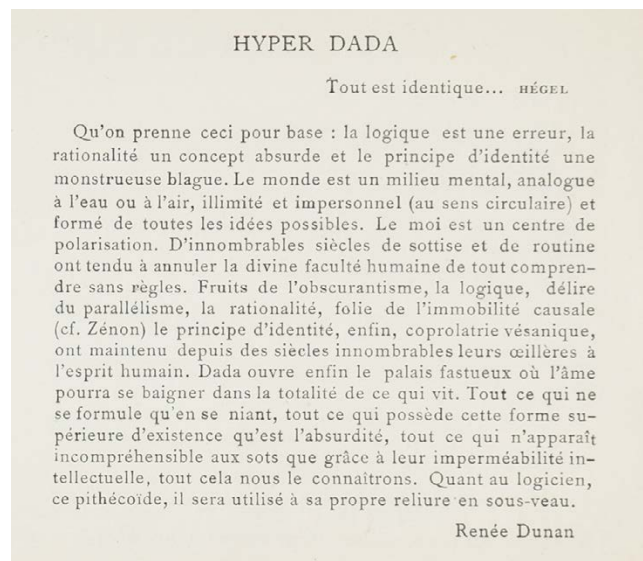 HYPER DADA
Tout est identique... HÉGEL
Qu'on prenne ceci pour base : la logique est une erreur, la
rationalité un concept absurde et le principe d'identité une
monstrueuse blague. Le monde est un milieu mental, analogue
à l'eau ou à l'air, illimité et impersonnel (au sens circulaire) et
formé de toutes les idées possibles. Le moi est un centre de
polarisation. D'innombrables siècles de sottise et de routine
ont tendu à annuler la divine faculté humaine de tout compren-
dre sans règles. Fruits de l'obscurantisme, la logique, délire
du parallélisme, la rationalité, folie de l'immobilité causale
(cf. Zénon) le principe d'identité, enfin, coprolatrie vésanique,
ont maintenu depuis des siècles innombrables leurs œillères à
l'esprit humain. Dada ouvre enfin le palais fastueux où l'âme
pourra se baigner dans la totalité de ce qui vit. Tout ce qui ne
se formule qu'en se niant, tout ce qui possède cette forme su-
périeure d'existence qu'est l'absurdité, tout ce qui n'apparaît
incompréhensible aux sots que grâce à leur imperméabilité in-
tellectuelle, tout cela nous le connaîtrons. Quant au logicien,
ce pithécoïde, il sera utilisé à sa propre reliure en sous-veau.
Renée Dunan